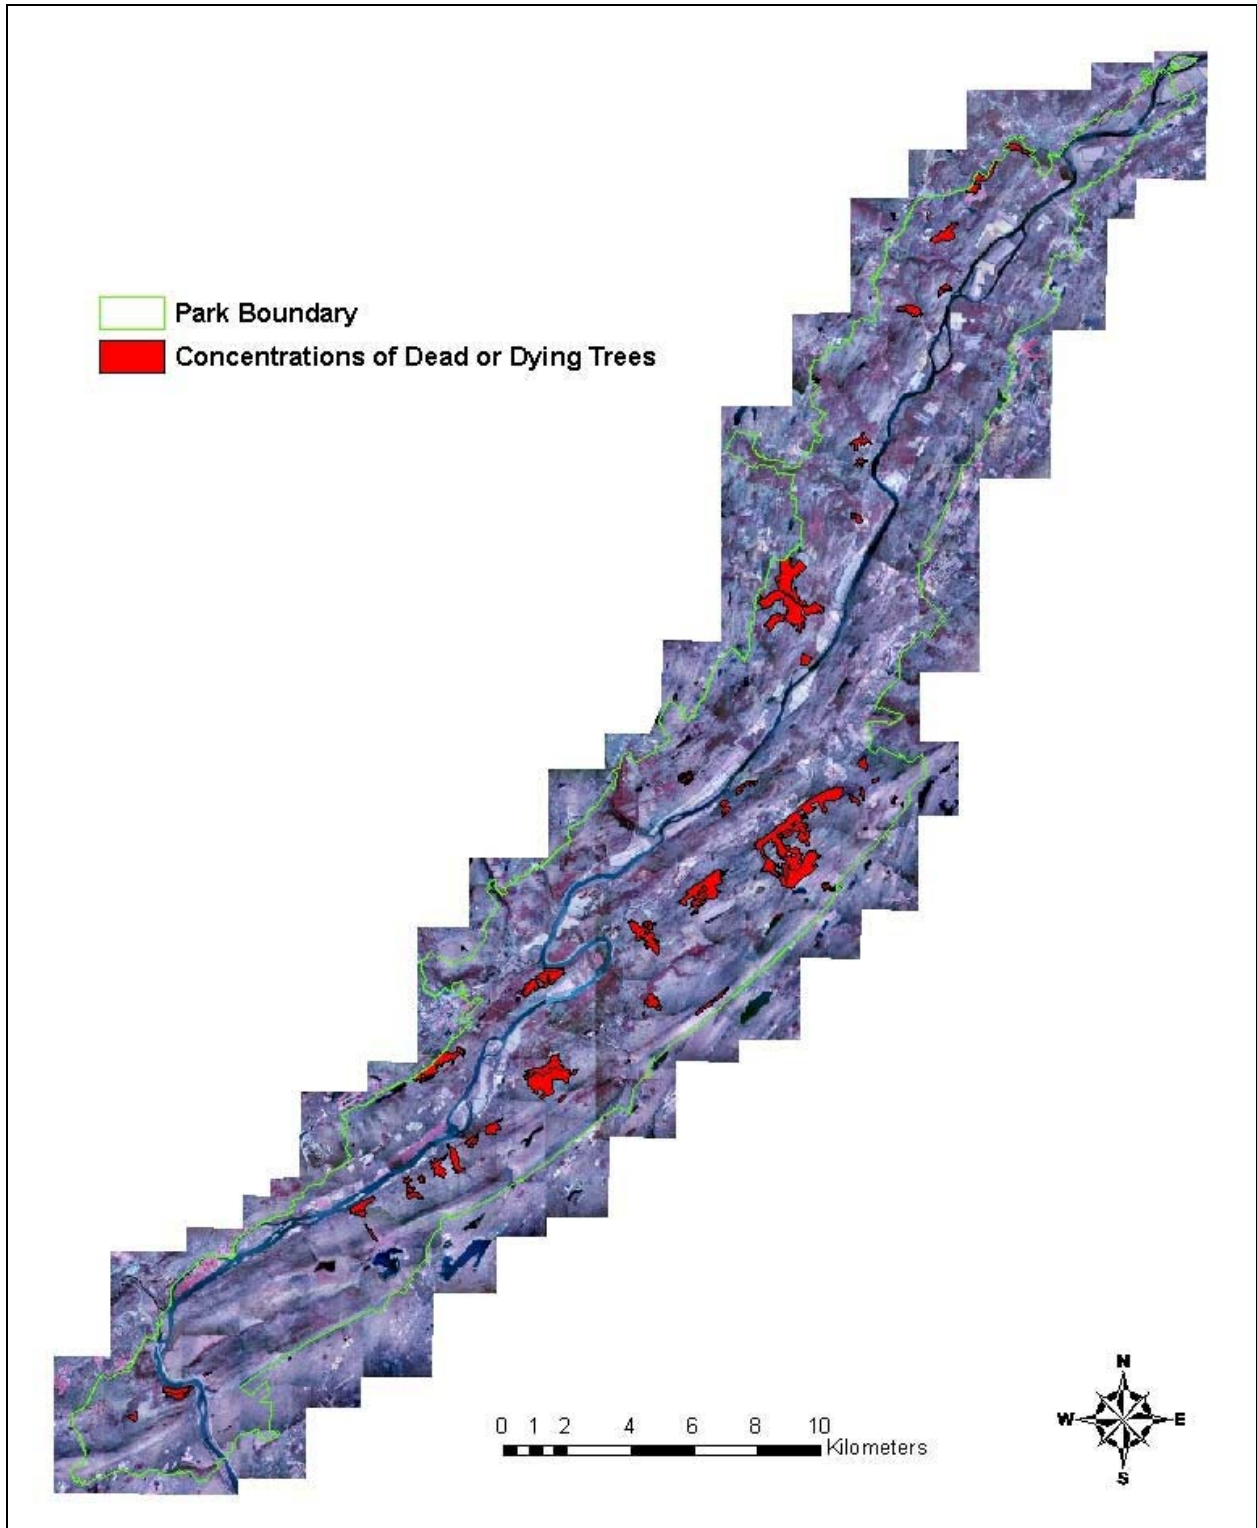 Park Boundary
Concentrations of Dead or Dying Trees
0 1 2 4 6 8 10
Kilometers
N
W E
S